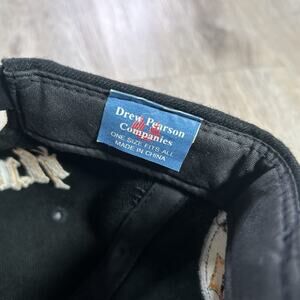 Drew Pearson
Companies
ONE SIZE FITS ALL
MADE IN CHINA